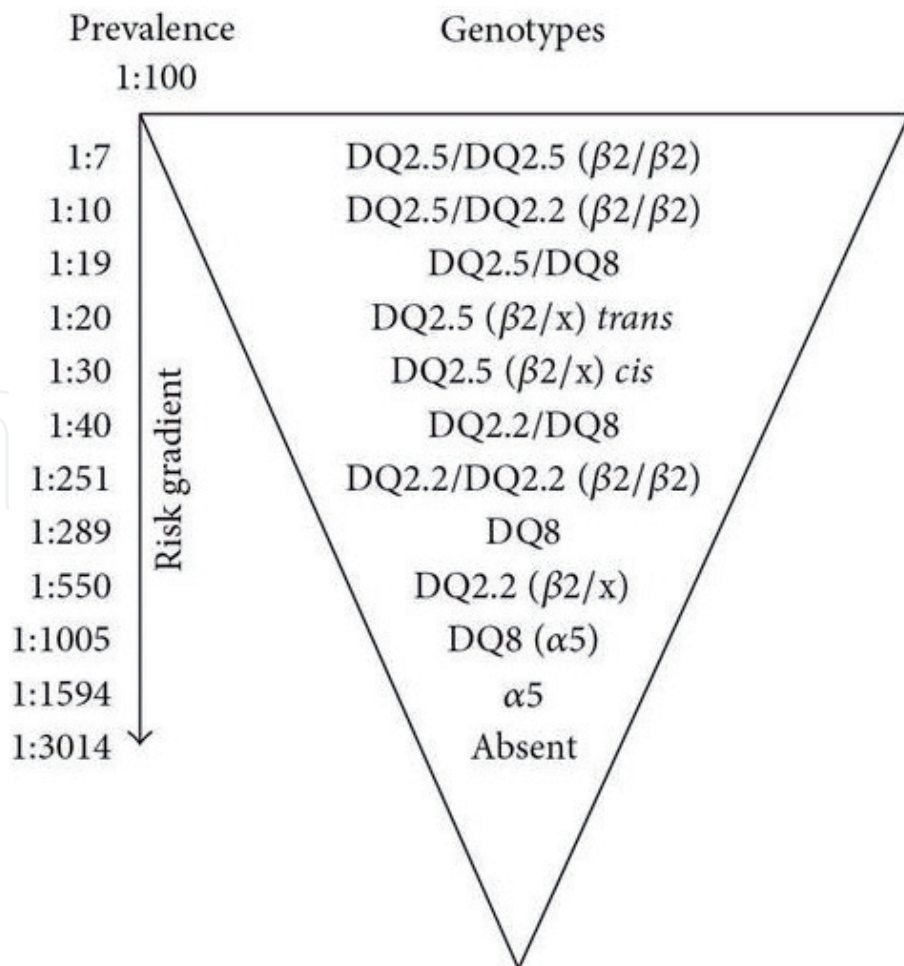 Prevalence Genotypes
1:100
1:7 DQ2.5/DQ2.5 (β2/β2)
1:10 DQ2.5/DQ2.2 (β2/β2)
1:19 DQ2.5/DQ8
1:20 DQ2.5 (β2/x) trans
1:30 DQ2.5 (β2/x) cis
1:40 DQ2.2/DQ8
1:251 DQ2.2/DQ2.2 (β2/β2)
1:289 DQ8
1:550 DQ2.2 (β2/x)
1:1005 DQ8 (α5)
1:1594 α5
1:3014 Absent
Risk gradient